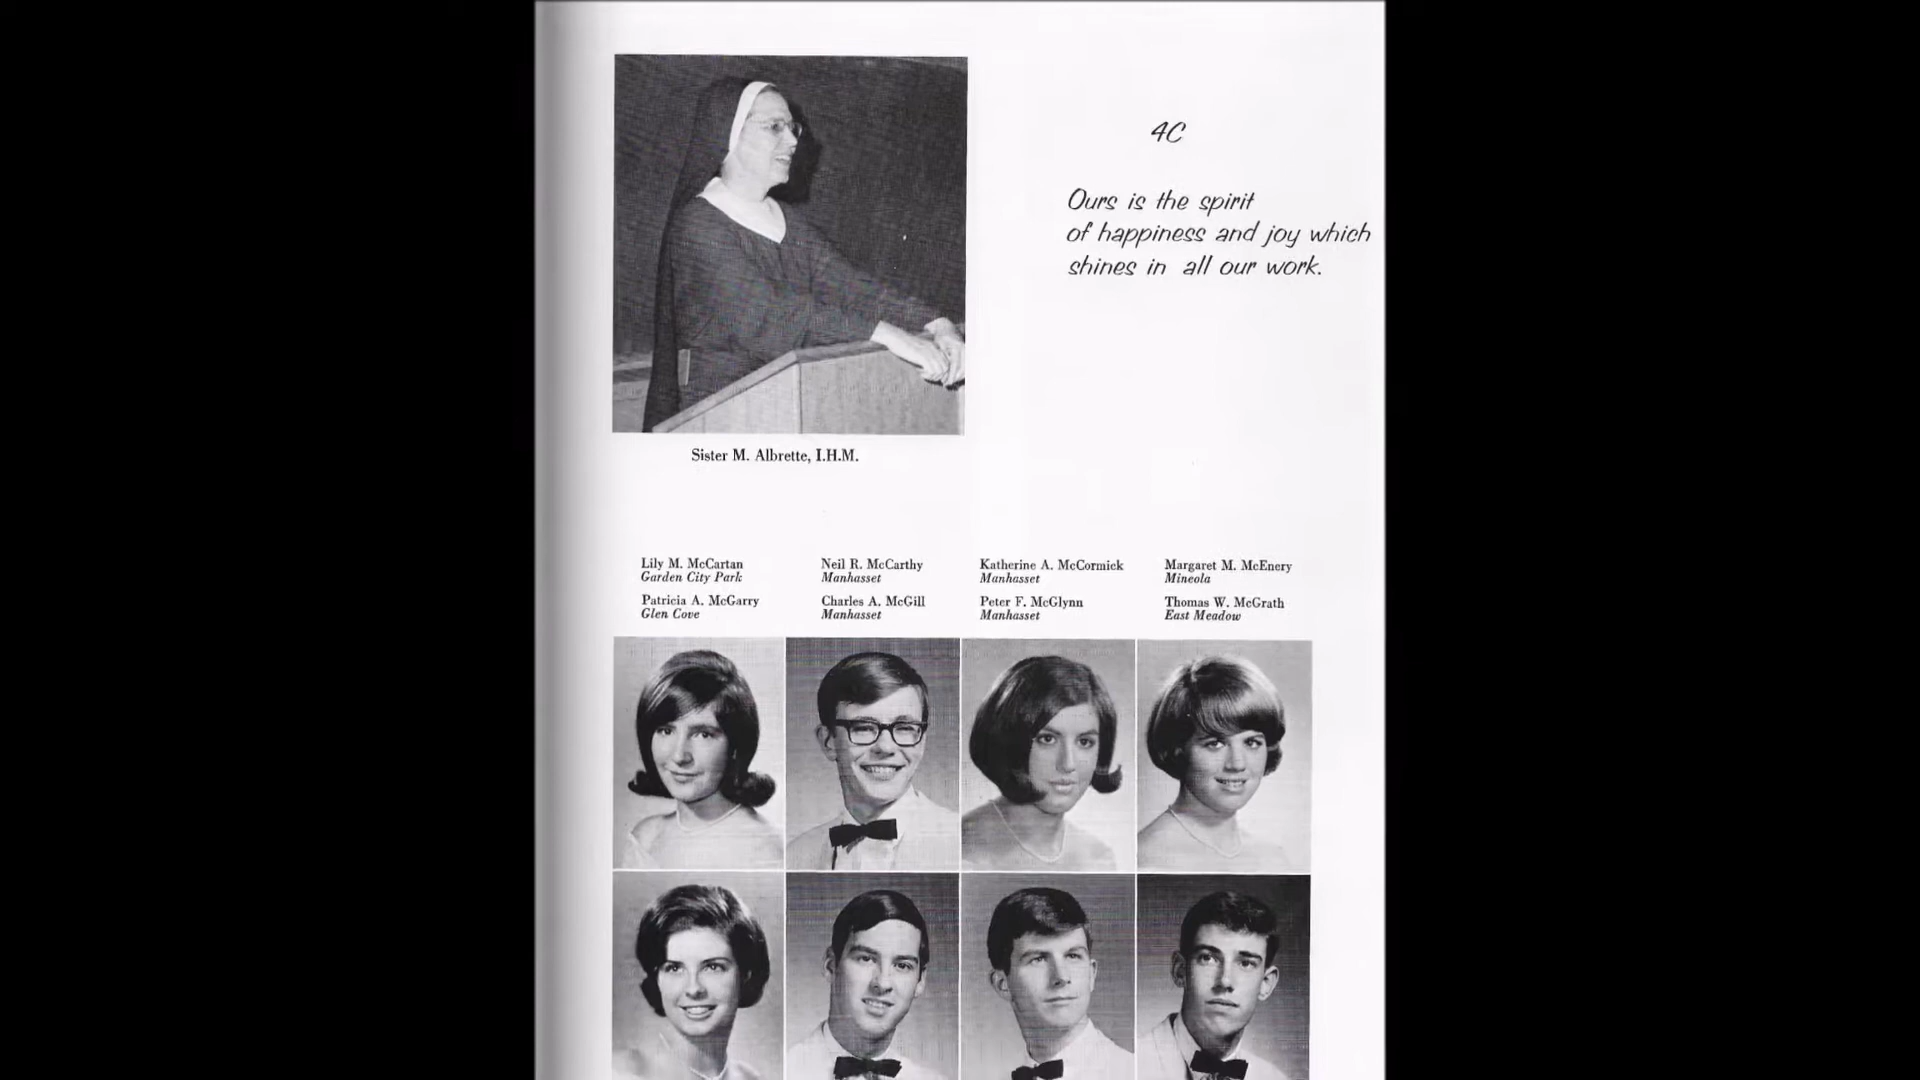 4C
Ours is the spirit
of happiness and joy which
shines in all our work.
Sister M. Albrette, I.H.M.
Lily M. McCartan
Garden City Park
Neil R. McCarthy
Manhasset
Katherine A. McCormick
Manhasset
Margaret M. McEnery
Mineola
Patricia A. McGarry
Glen Cove
Charles A. McGill
Manhasset
Peter F. McGlynn
Manhasset
Thomas W. McGrath
East Meadow